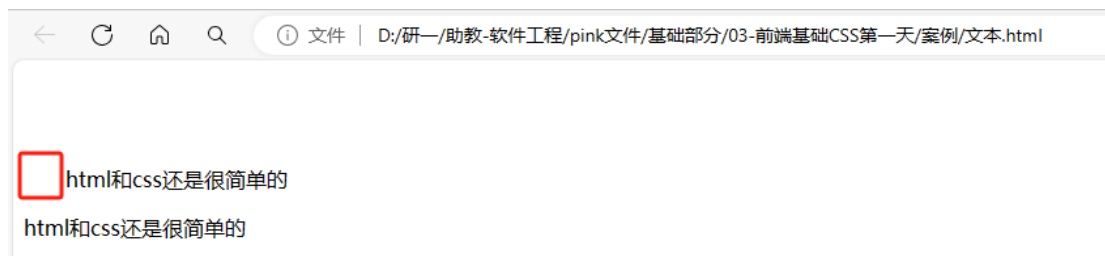 文件 | D:/研一/助教-软件工程/pink文件/基础部分/03-前端基础CSS第一天/案例/文本.html
html和css还是很简单的
html和css还是很简单的